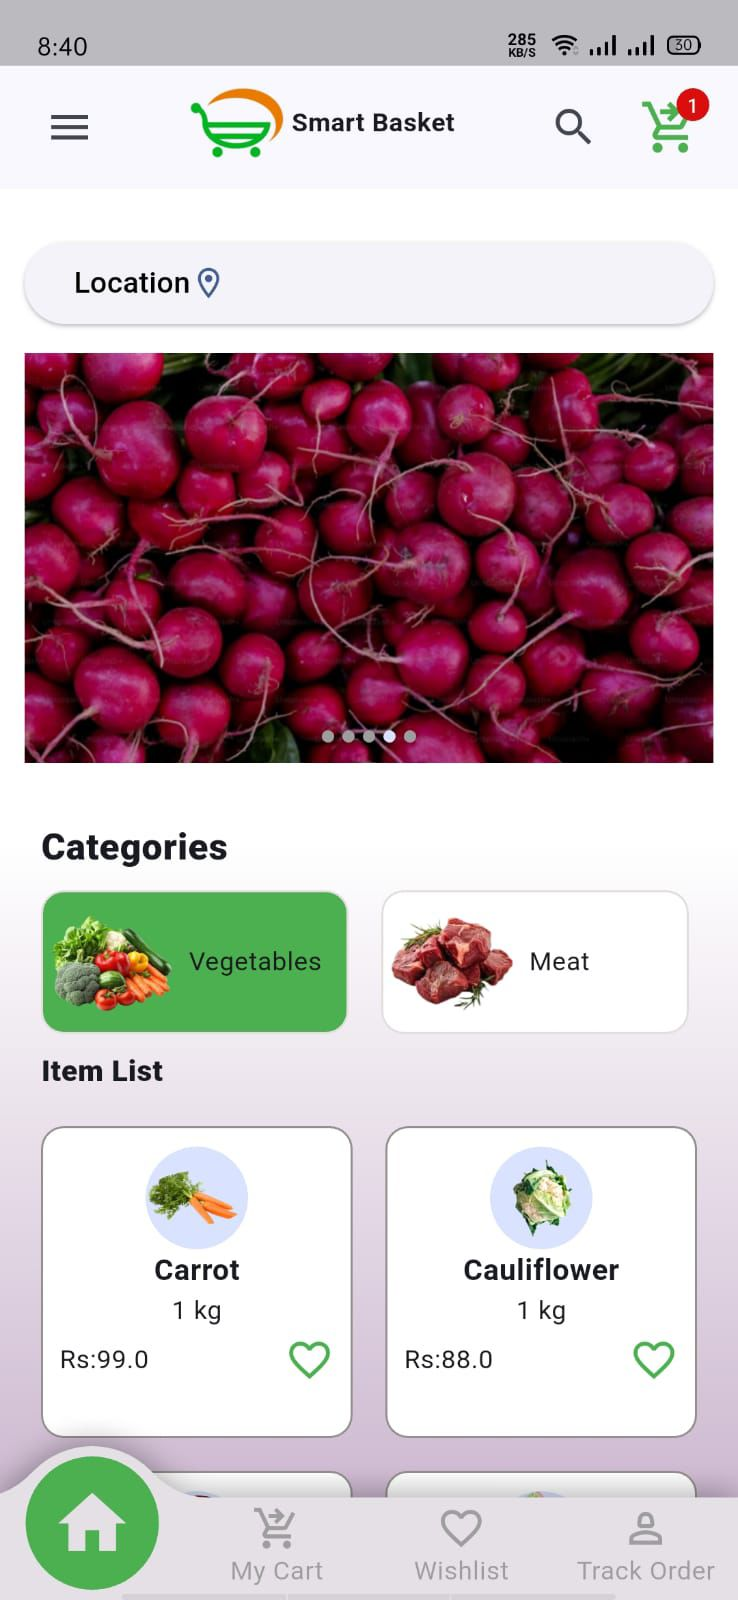 8:40
285
KB/S
30
Smart Basket
1
Location
Categories
Vegetables
Meat
Item List
Carrot
Cauliflower
1 kg
1 kg
Rs:99.0
Rs:88.0
My Cart
Wishlist
Track Order